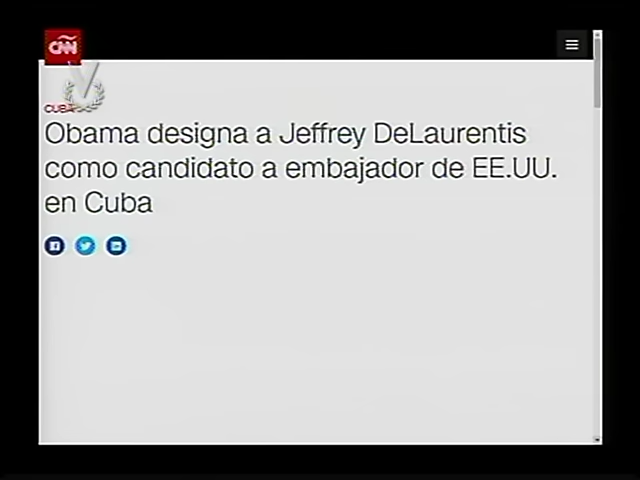 CNN
CUBA
Obama designa a Jeffrey DeLaurentis
como candidato a embajador de EE.UU.
en Cuba